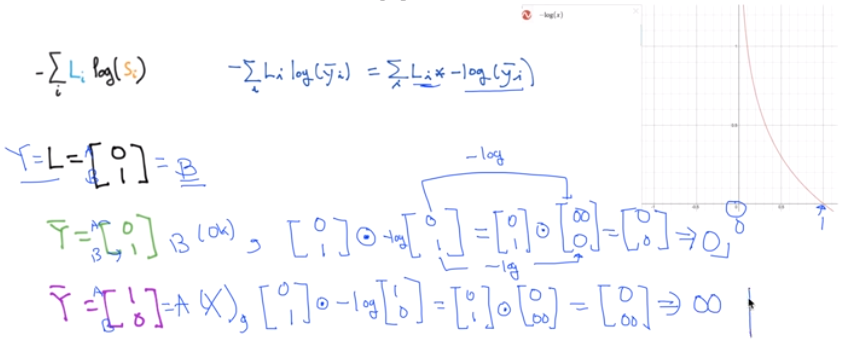 -log(x)
-∑ᵢ Lᵢ log(Sᵢ)
-∑ᵢ Lᵢ log(ȳᵢ) = ∑ᵢ Lᵢ * -log(ȳᵢ)
Y = L = A B [0 1] = B
-log
Ȳ = A B [0 1] B (ok), [0 1] ⊙ -log [0 1] = [0 1] ⊙ [∞ 0] = [0 0] ⇒ 0,
-log
Ȳ = A B [1 0] = A (X), [0 1] ⊙ -log [1 0] = [0 1] ⊙ [0 ∞] = [0 ∞] ⇒ ∞
0 1